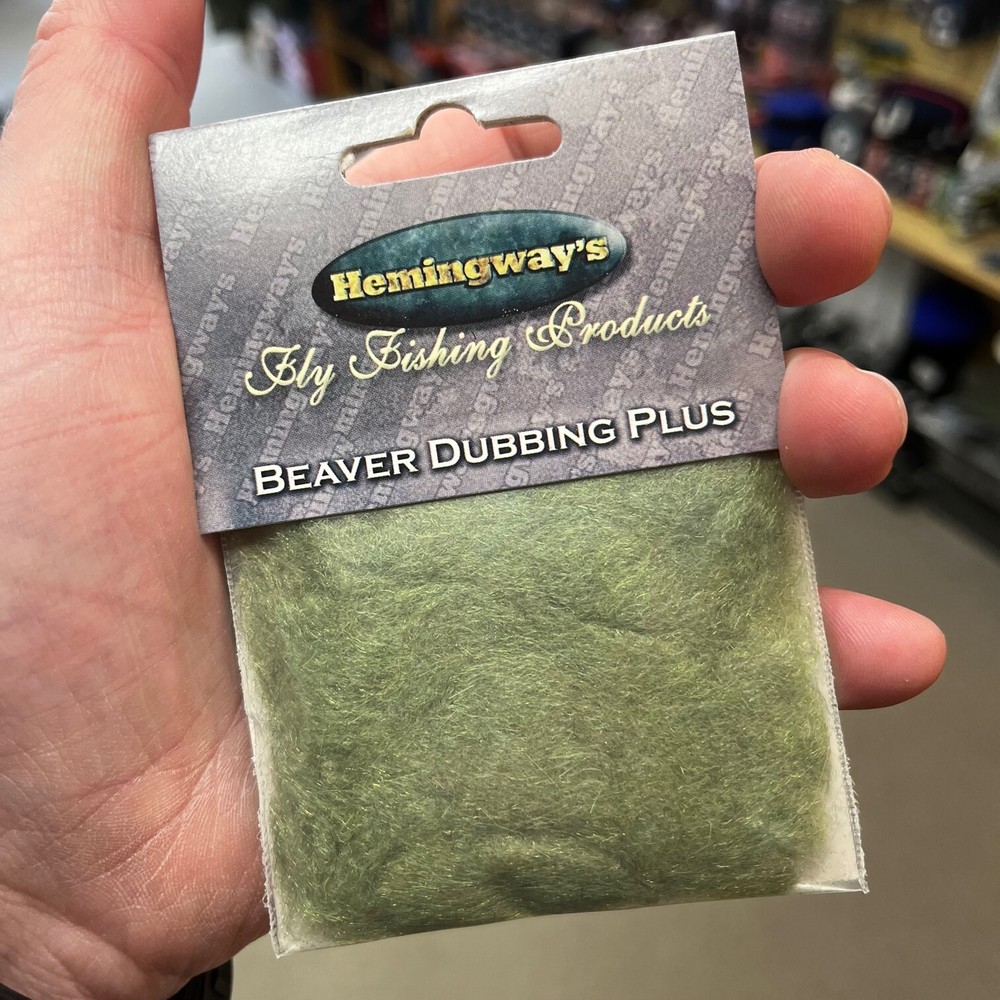 Hemingway's
Fly Fishing Products
BEAVER DUBBING PLUS